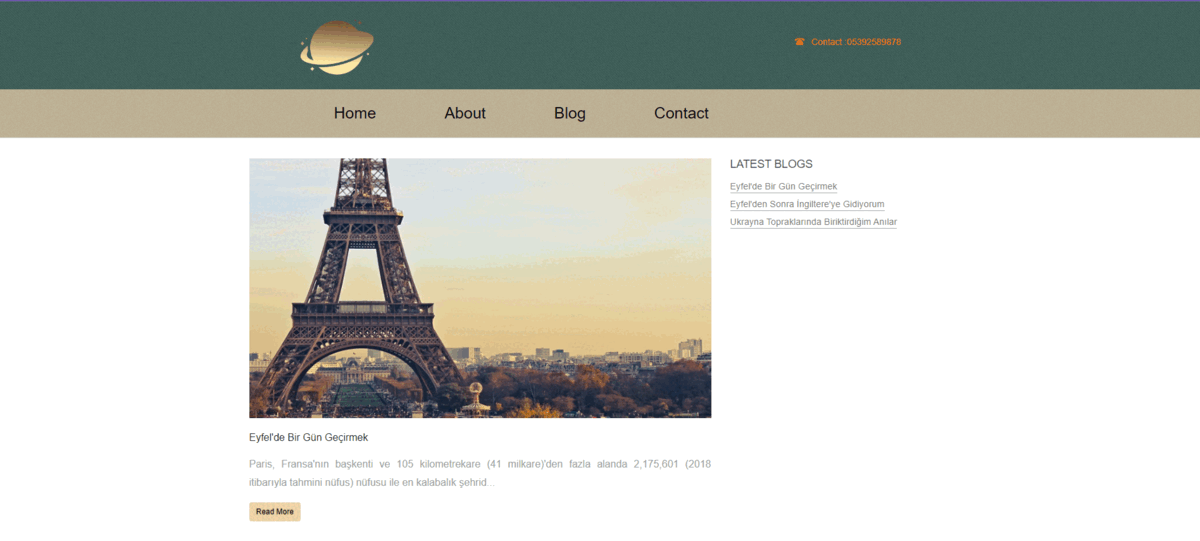 ☎ Contact :05392589878
Home About Blog Contact
LATEST BLOGS
Eyfel'de Bir Gün Geçirmek
Eyfel'den Sonra İngiltere'ye Gidiyorum
Ukrayna Topraklarında Biriktirdiğim Anılar
Eyfel'de Bir Gün Geçirmek
Paris, Fransa'nın başkenti ve 105 kilometrekare (41 milkare)'den fazla alanda 2,175,601 (2018
itibarıyla tahmini nüfus) nüfusu ile en kalabalık şehrid...
Read More